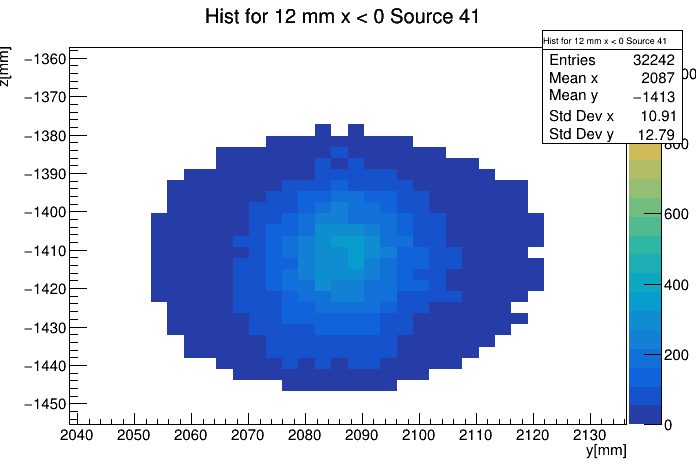 Hist for 12 mm x < 0 Source 41
Hist for 12 mm x < 0 Source 41
Entries 32242
Mean x 2087
Mean y −1413
Std Dev x 10.91
Std Dev y 12.79
z[mm]
−1360
−1370
−1380
−1390
−1400
−1410
−1420
−1430
−1440
−1450
2040 2050 2060 2070 2080 2090 2100 2110 2120 2130
y[mm]
600
400
200
0